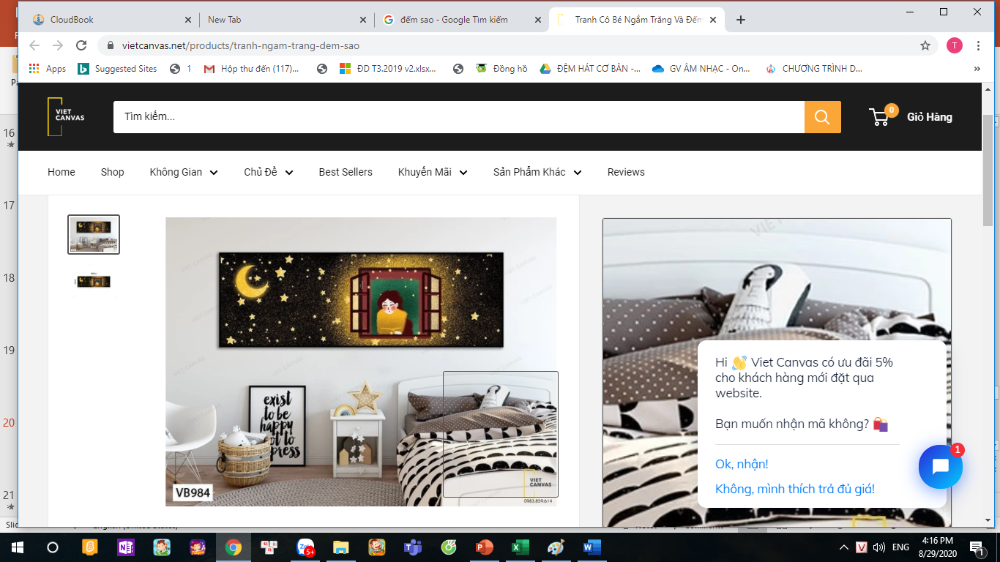 CloudBook
New Tab
đếm sao - Google Tìm kiếm
Tranh Cô Bé Ngắm Trăng Và Đếm
vietcanvas.net/products/tranh-ngam-trang-dem-sao
T
Apps
Suggested Sites
1
Hộp thư đến (117)...
ĐD T3.2019 v2.xlsx...
Đồng hồ
ĐỆM HÁT CƠ BẢN -...
GV ÂM NHẠC - On...
CHƯƠNG TRÌNH D...
»
VIET
CANVAS
Tìm kiếm...
0
Giỏ Hàng
Home
Shop
Không Gian
Chủ Đề
Best Sellers
Khuyến Mãi
Sản Phẩm Khác
Reviews
16
17
18
19
20
21
exist
to be
happy
not to
press
VB984
VIET
CANVAS
0983.859.614
Hi 👋 Viet Canvas có ưu đãi 5%
cho khách hàng mới đặt qua
website.
Bạn muốn nhận mã không? 🛍️
Ok, nhận!
Không, mình thích trả đủ giá!
1
5+
ENG
4:16 PM
8/29/2020
1